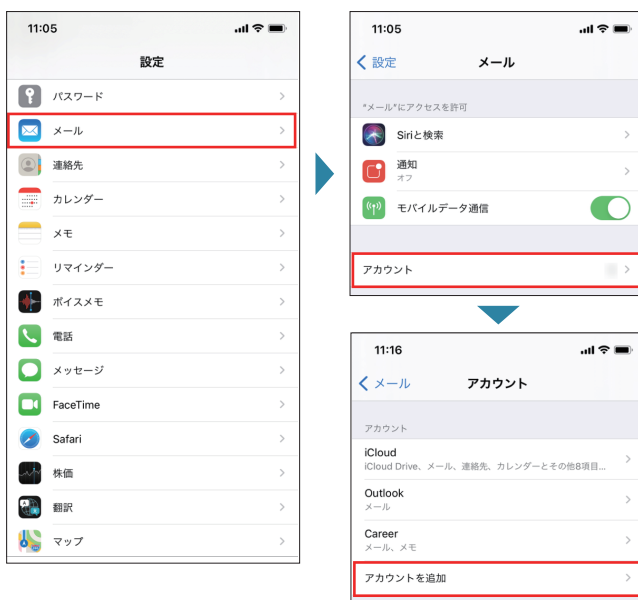 11:05
設定
パスワード
メール
連絡先
カレンダー
メモ
リマインダー
ボイスメモ
電話
メッセージ
FaceTime
Safari
株価
翻訳
マップ
11:05
設定
メール
"メール"にアクセスを許可
Siriと検索
通知
オフ
モバイルデータ通信
アカウント
11:16
メール
アカウント
アカウント
iCloud
iCloud Drive、メール、連絡先、カレンダーとその他8項目...
Outlook
メール
Career
メール、メモ
アカウントを追加